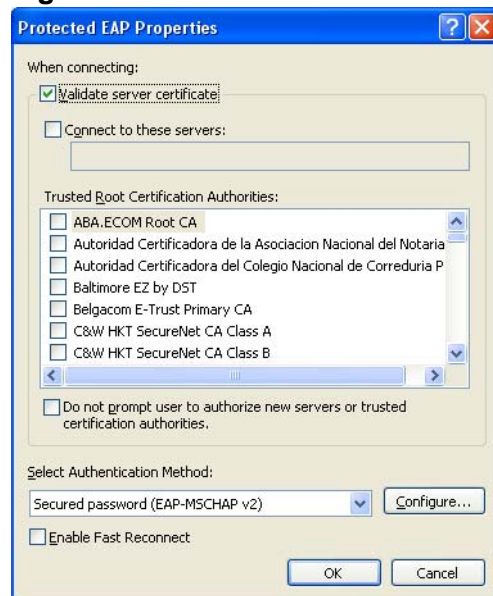 Protected EAP Properties
When connecting:
Validate server certificate
Connect to these servers:
Trusted Root Certification Authorities:
ABA.ECOM Root CA
Autoridad Certificadora de la Asociacion Nacional del Notaria
Autoridad Certificadora del Colegio Nacional de Correduria P
Baltimore EZ by DST
Belgacom E-Trust Primary CA
C&W HKT SecureNet CA Class A
C&W HKT SecureNet CA Class B
Do not prompt user to authorize new servers or trusted
certification authorities.
Select Authentication Method:
Secured password (EAP-MSCHAP v2)
Configure...
Enable Fast Reconnect
OK
Cancel